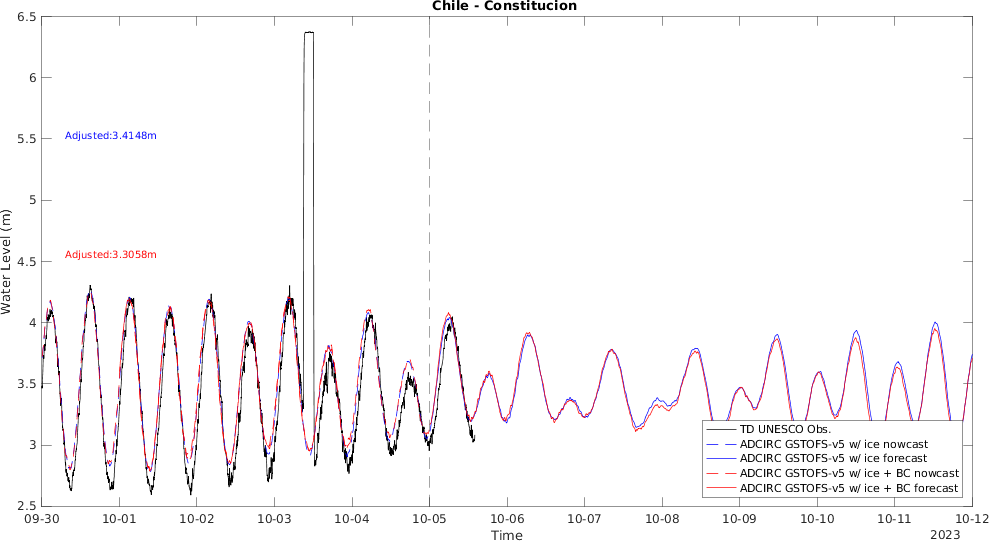 Chile - Constitucion
6.5
6
5.5
5
4.5
4
3.5
3
2.5
Water Level (m)
Adjusted:3.4148m
Adjusted:3.3058m
TD UNESCO Obs.
ADCIRC GSTOFS-v5 w/ ice nowcast
ADCIRC GSTOFS-v5 w/ ice forecast
ADCIRC GSTOFS-v5 w/ ice + BC nowcast
ADCIRC GSTOFS-v5 w/ ice + BC forecast
09-30 10-01 10-02 10-03 10-04 10-05 10-06 10-07 10-08 10-09 10-10 10-11 10-12
Time
2023